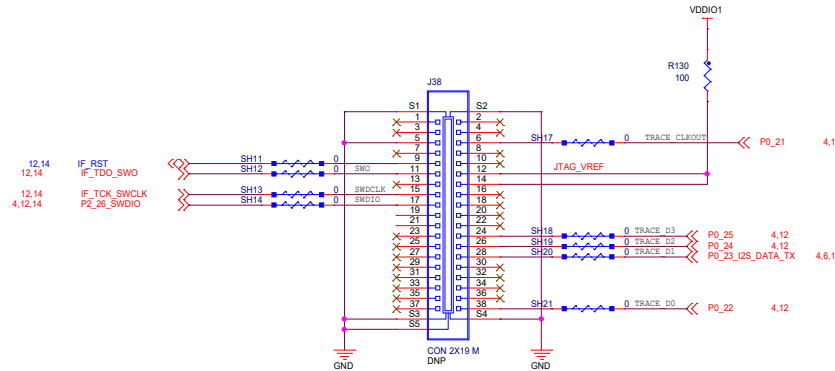 VDDIO1
R130
100
J38
S1 S2
1 2
3 4
5 6 SH17 0 TRACE_CLKOUT P0_21 4,1
7 8
12,14 IF_RST SH11 0 9 10
12,14 IF_TDO_SWO SH12 0 SWO 11 12 JTAG_VREF
13 14
12,14 IF_TCK_SWCLK SH13 0 SWDCLK 15 16
4,12,14 P2_26_SWDIO SH14 0 SWDIO 17 18
19 20
21 22
23 24 SH18 0 TRACE_D3 P0_25 4,12
25 26 SH19 0 TRACE_D2 P0_24 4,12
27 28 SH20 0 TRACE_D1 P0_23_I2S_DATA_TX 4,6,1
29 30
31 32
33 34
35 36
37 38 SH21 0 TRACE_D0 P0_22 4,12
S3 S4
S5
CON 2X19 M
DNP
GND GND